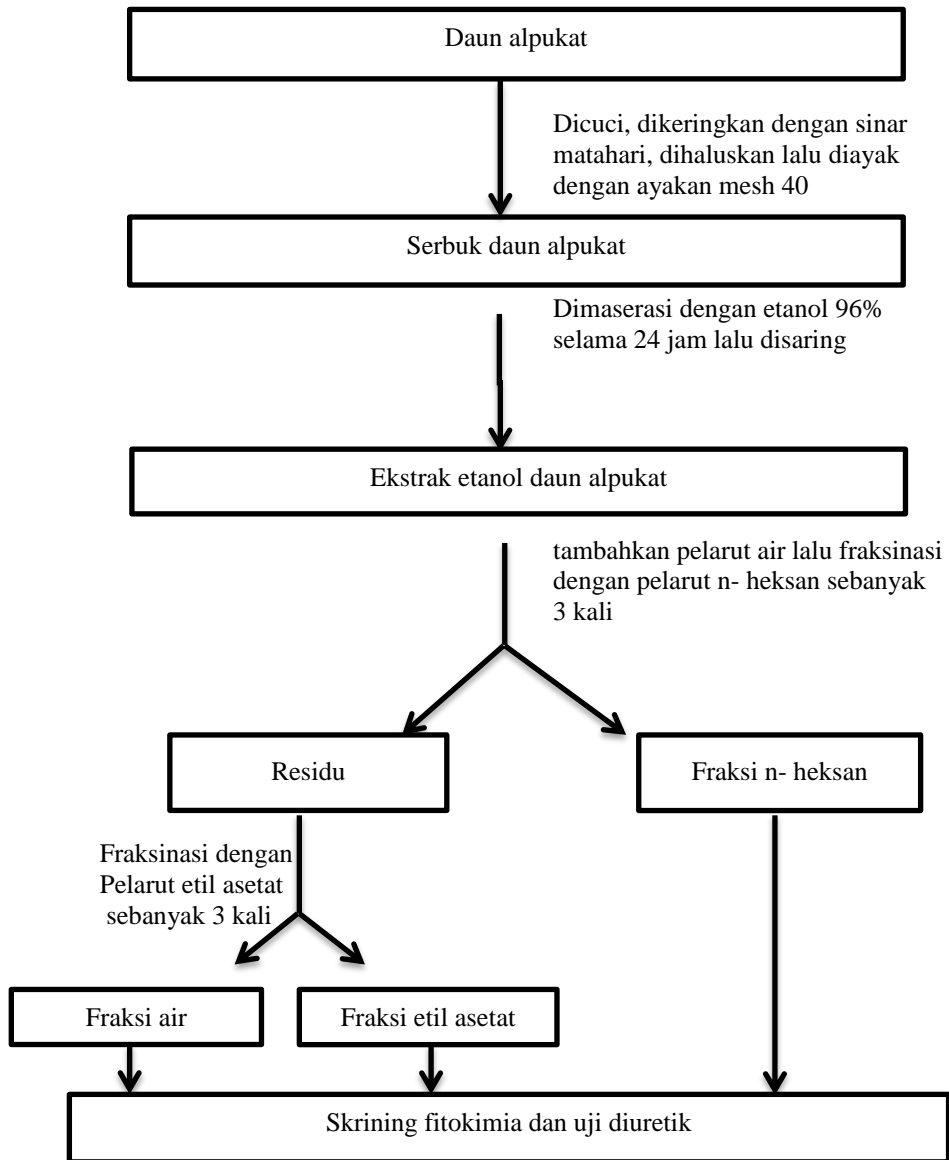 Daun alpukat
Dicuci, dikeringkan dengan sinar
matahari, dihaluskan lalu diayak
dengan ayakan mesh 40
Serbuk daun alpukat
Dimaserasi dengan etanol 96%
selama 24 jam lalu disaring
Ekstrak etanol daun alpukat
tambahkan pelarut air lalu fraksinasi
dengan pelarut n- heksan sebanyak
3 kali
Residu
Fraksi n- heksan
Fraksinasi dengan
Pelarut etil asetat
sebanyak 3 kali
Fraksi air
Fraksi etil asetat
Skrining fitokimia dan uji diuretik